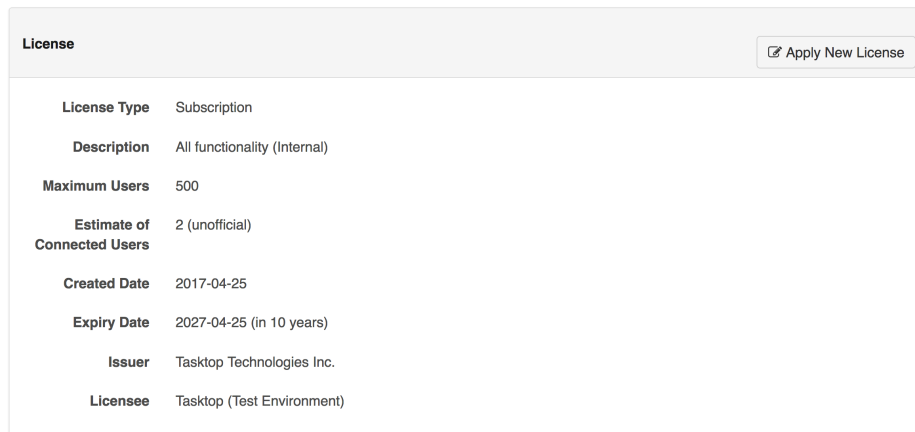 License
Apply New License
License Type Subscription
Description All functionality (Internal)
Maximum Users 500
Estimate of 2 (unofficial)
Connected Users
Created Date 2017-04-25
Expiry Date 2027-04-25 (in 10 years)
Issuer Tasktop Technologies Inc.
Licensee Tasktop (Test Environment)